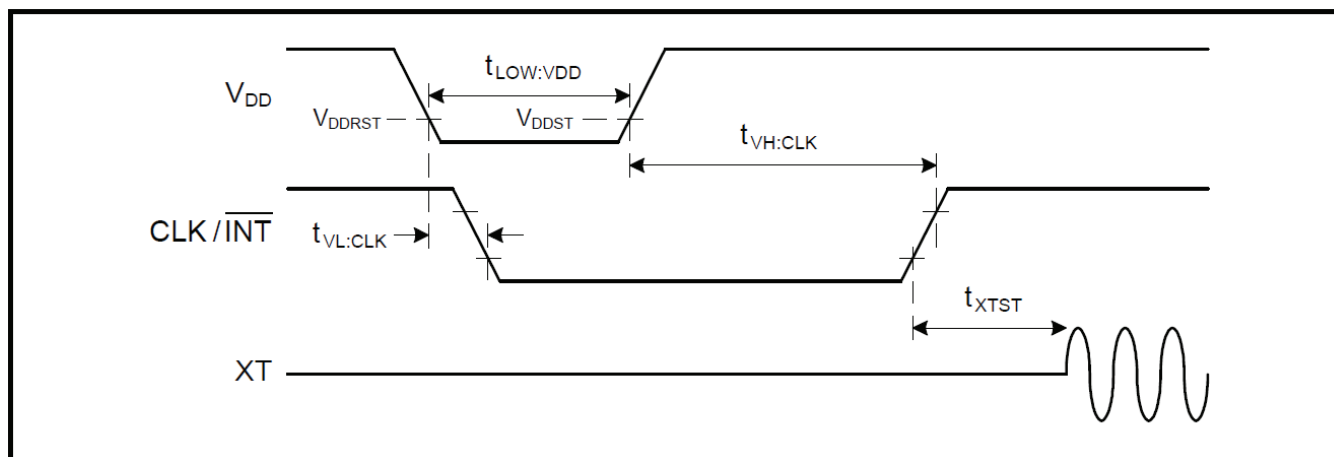 tLOW:VDD
VDD
VDDRST
VDDST
tVH:CLK
CLK/INT
tVL:CLK
tXTST
XT